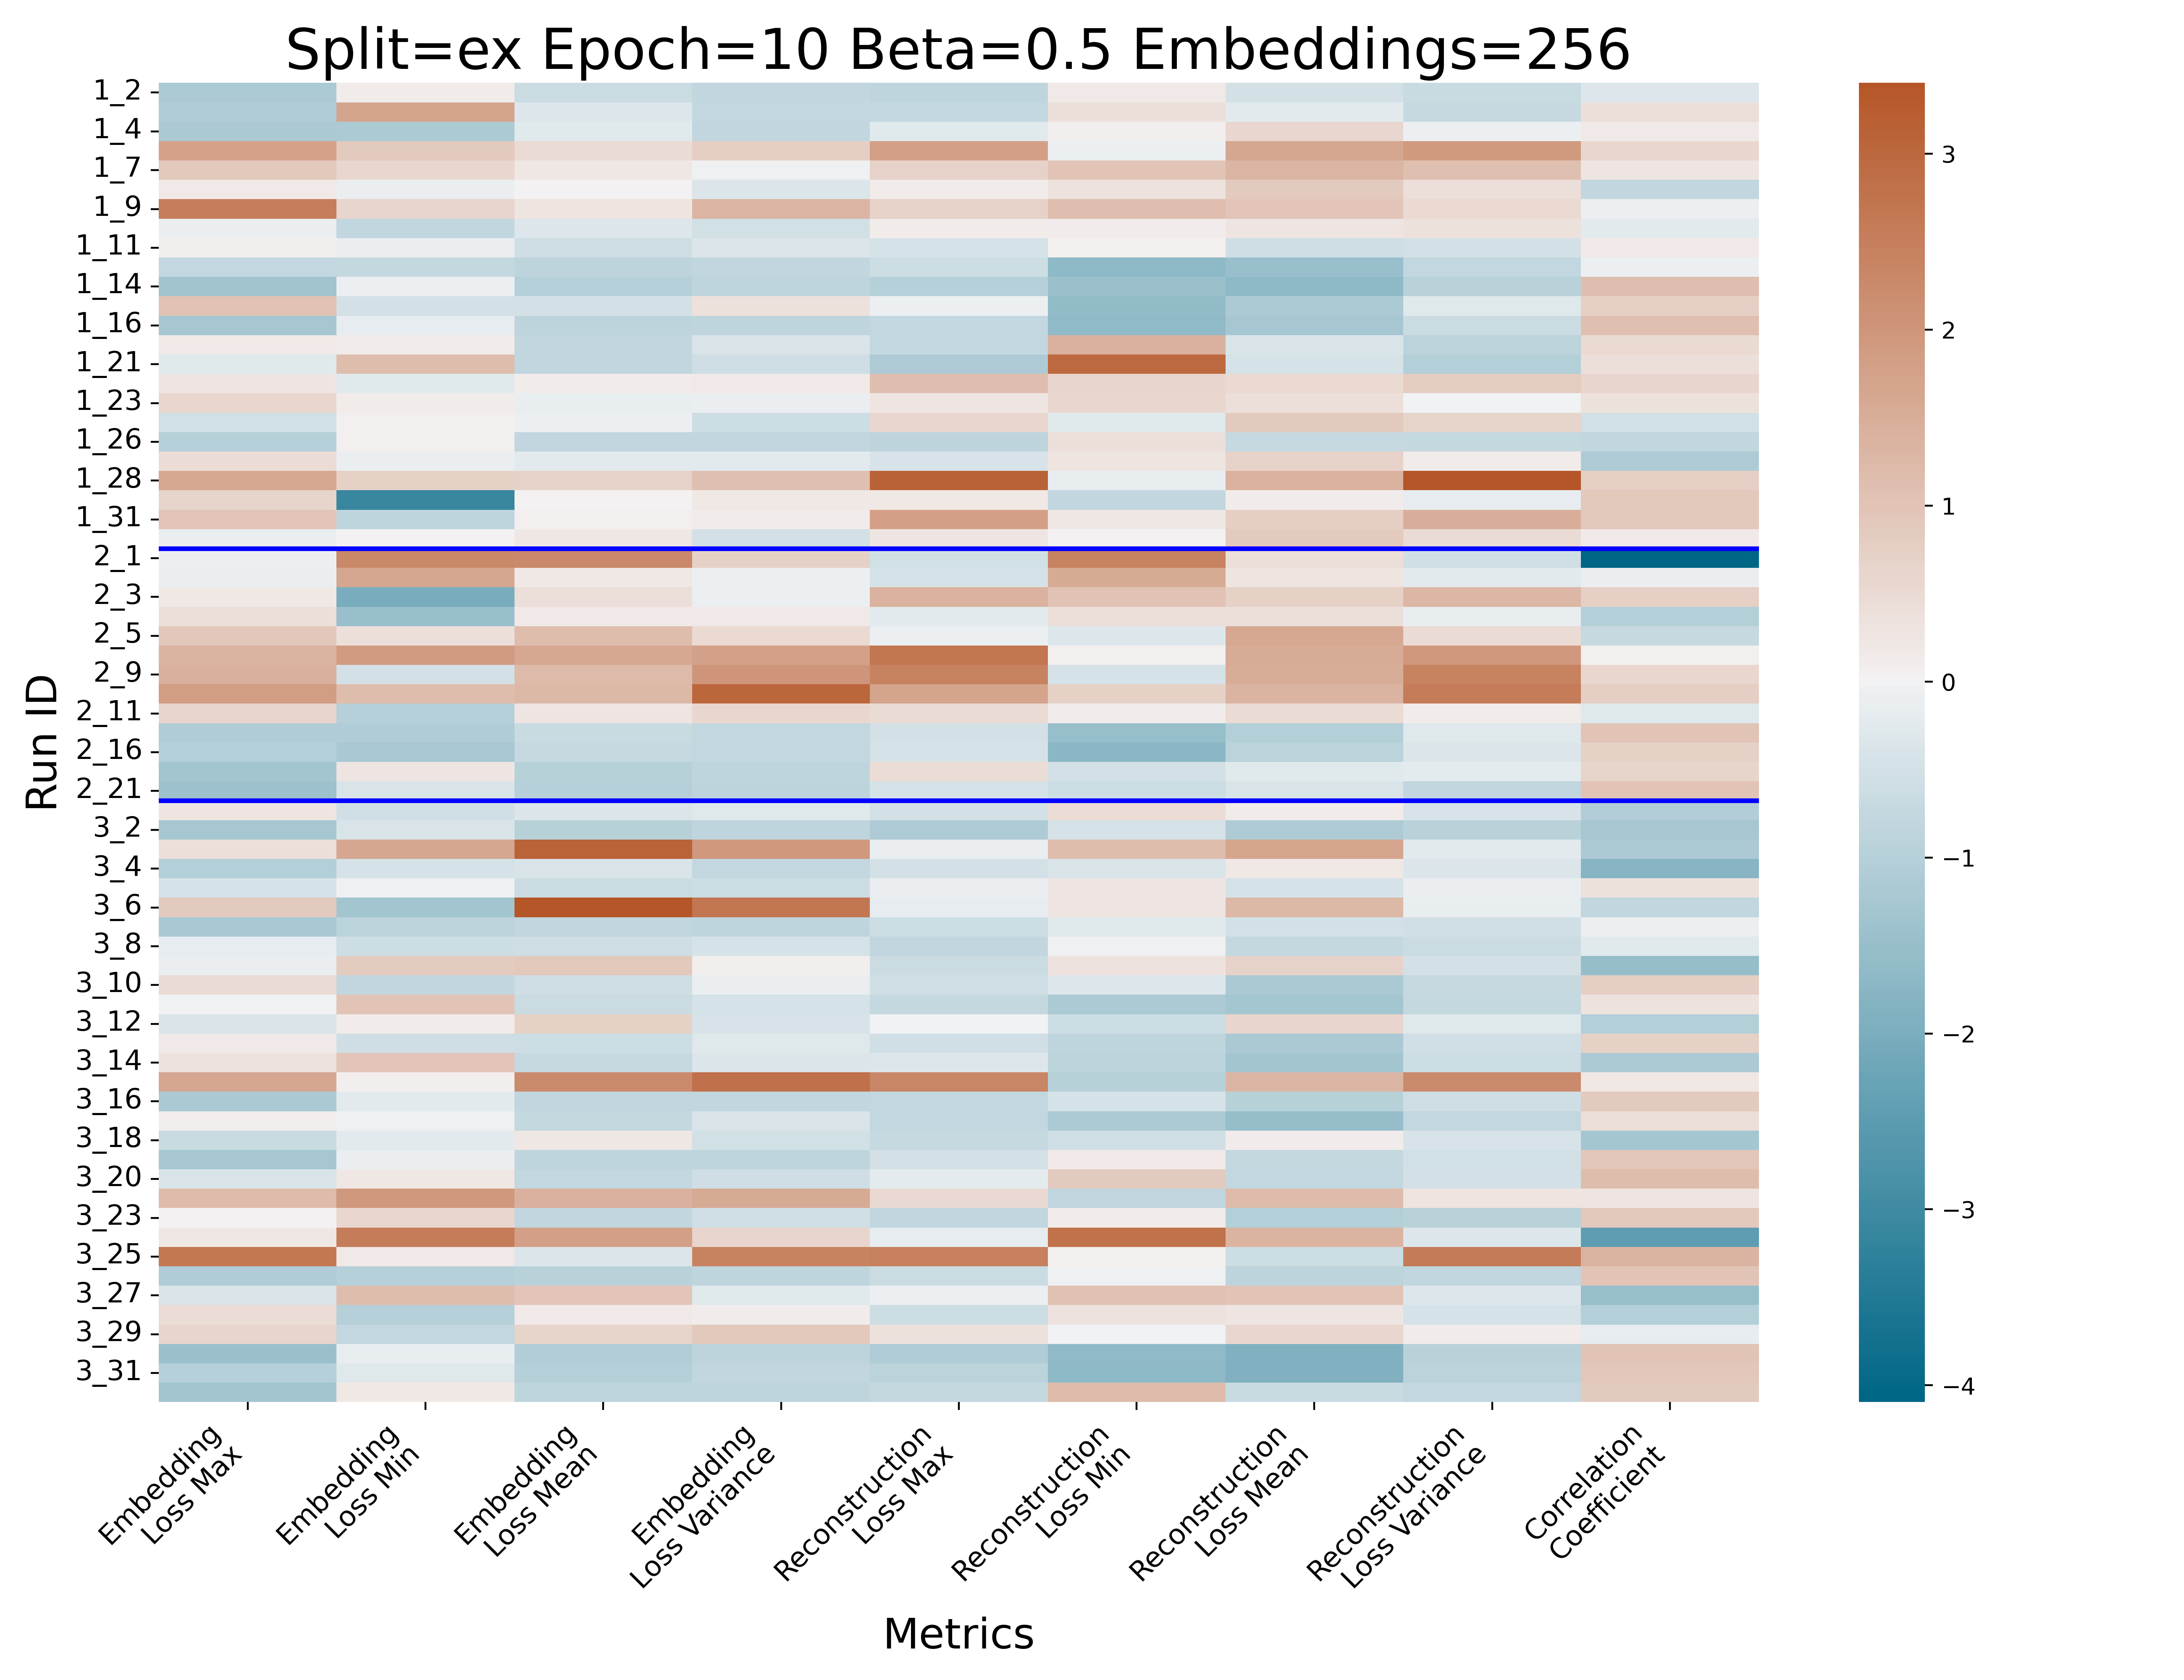 Split=ex Epoch=10 Beta=0.5 Embeddings=256
Run ID
1_2
1_4
1_7
1_9
1_11
1_14
1_16
1_21
1_23
1_26
1_28
1_31
2_1
2_3
2_5
2_9
2_11
2_16
2_21
3_2
3_4
3_6
3_8
3_10
3_12
3_14
3_16
3_18
3_20
3_23
3_25
3_27
3_29
3_31
Embedding
Loss Max
Embedding
Loss Min
Embedding
Loss Mean
Embedding
Loss Variance
Reconstruction
Loss Max
Reconstruction
Loss Min
Reconstruction
Loss Mean
Reconstruction
Loss Variance
Correlation
Coefficient
Metrics
3
2
1
0
−1
−2
−3
−4